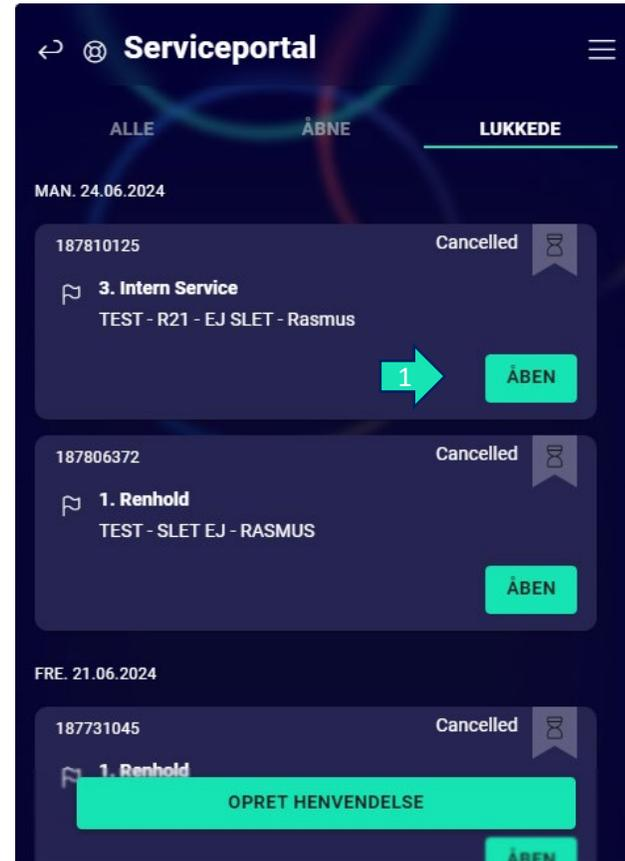 Serviceportal
ALLE ÅBNE LUKKEDE
MAN. 24.06.2024
187810125 Cancelled
3. Intern Service
TEST - R21 - EJ SLET - Rasmus
1 ÅBEN
187806372 Cancelled
1. Renhold
TEST - SLET EJ - RASMUS
ÅBEN
FRE. 21.06.2024
187731045 Cancelled
1. Renhold
OPRET HENVENDELSE
ÅBEN